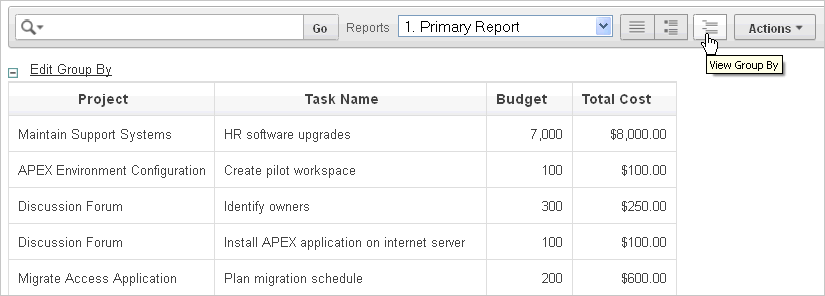 Go Reports 1. Primary Report Actions
View Group By
Edit Group By
Project Task Name Budget Total Cost
Maintain Support Systems HR software upgrades 7,000 $8,000.00
APEX Environment Configuration Create pilot workspace 100 $100.00
Discussion Forum Identify owners 300 $250.00
Discussion Forum Install APEX application on internet server 100 $100.00
Migrate Access Application Plan migration schedule 200 $600.00